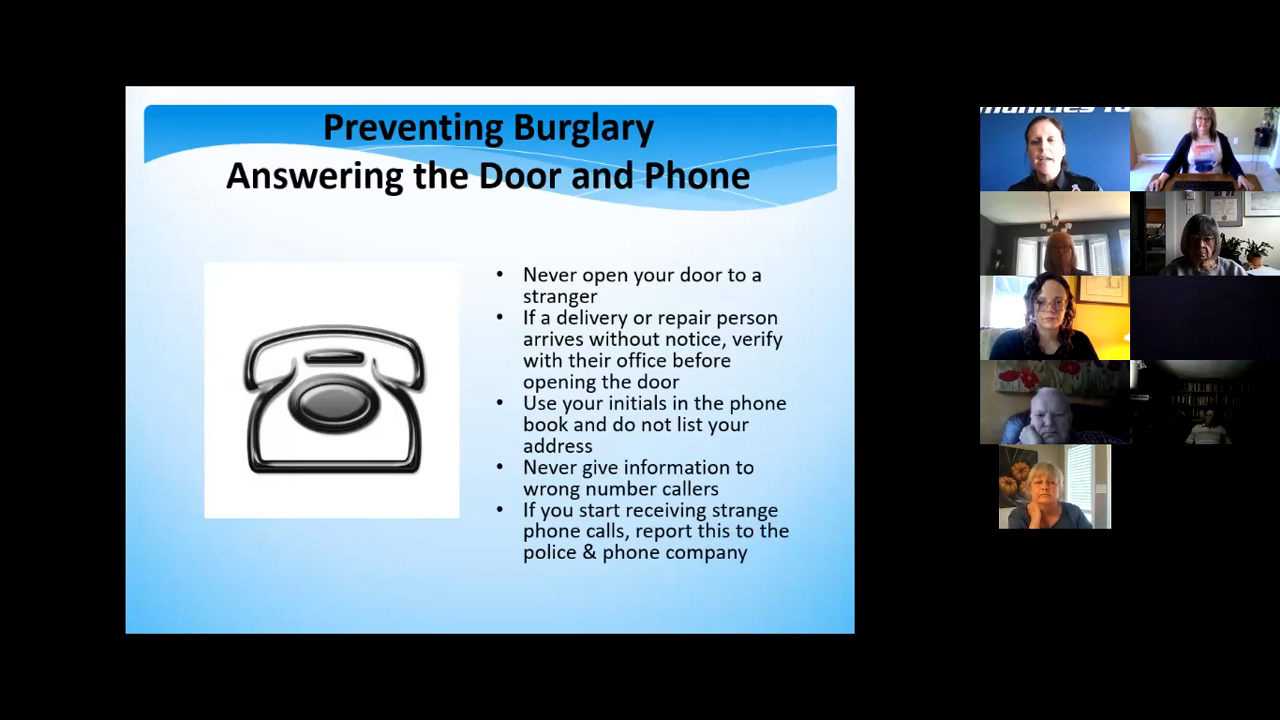 Preventing Burglary
Answering the Door and Phone
• Never open your door to a
stranger
• If a delivery or repair person
arrives without notice, verify
with their office before
opening the door
• Use your initials in the phone
book and do not list your
address
• Never give information to
wrong number callers
• If you start receiving strange
phone calls, report this to the
police & phone company